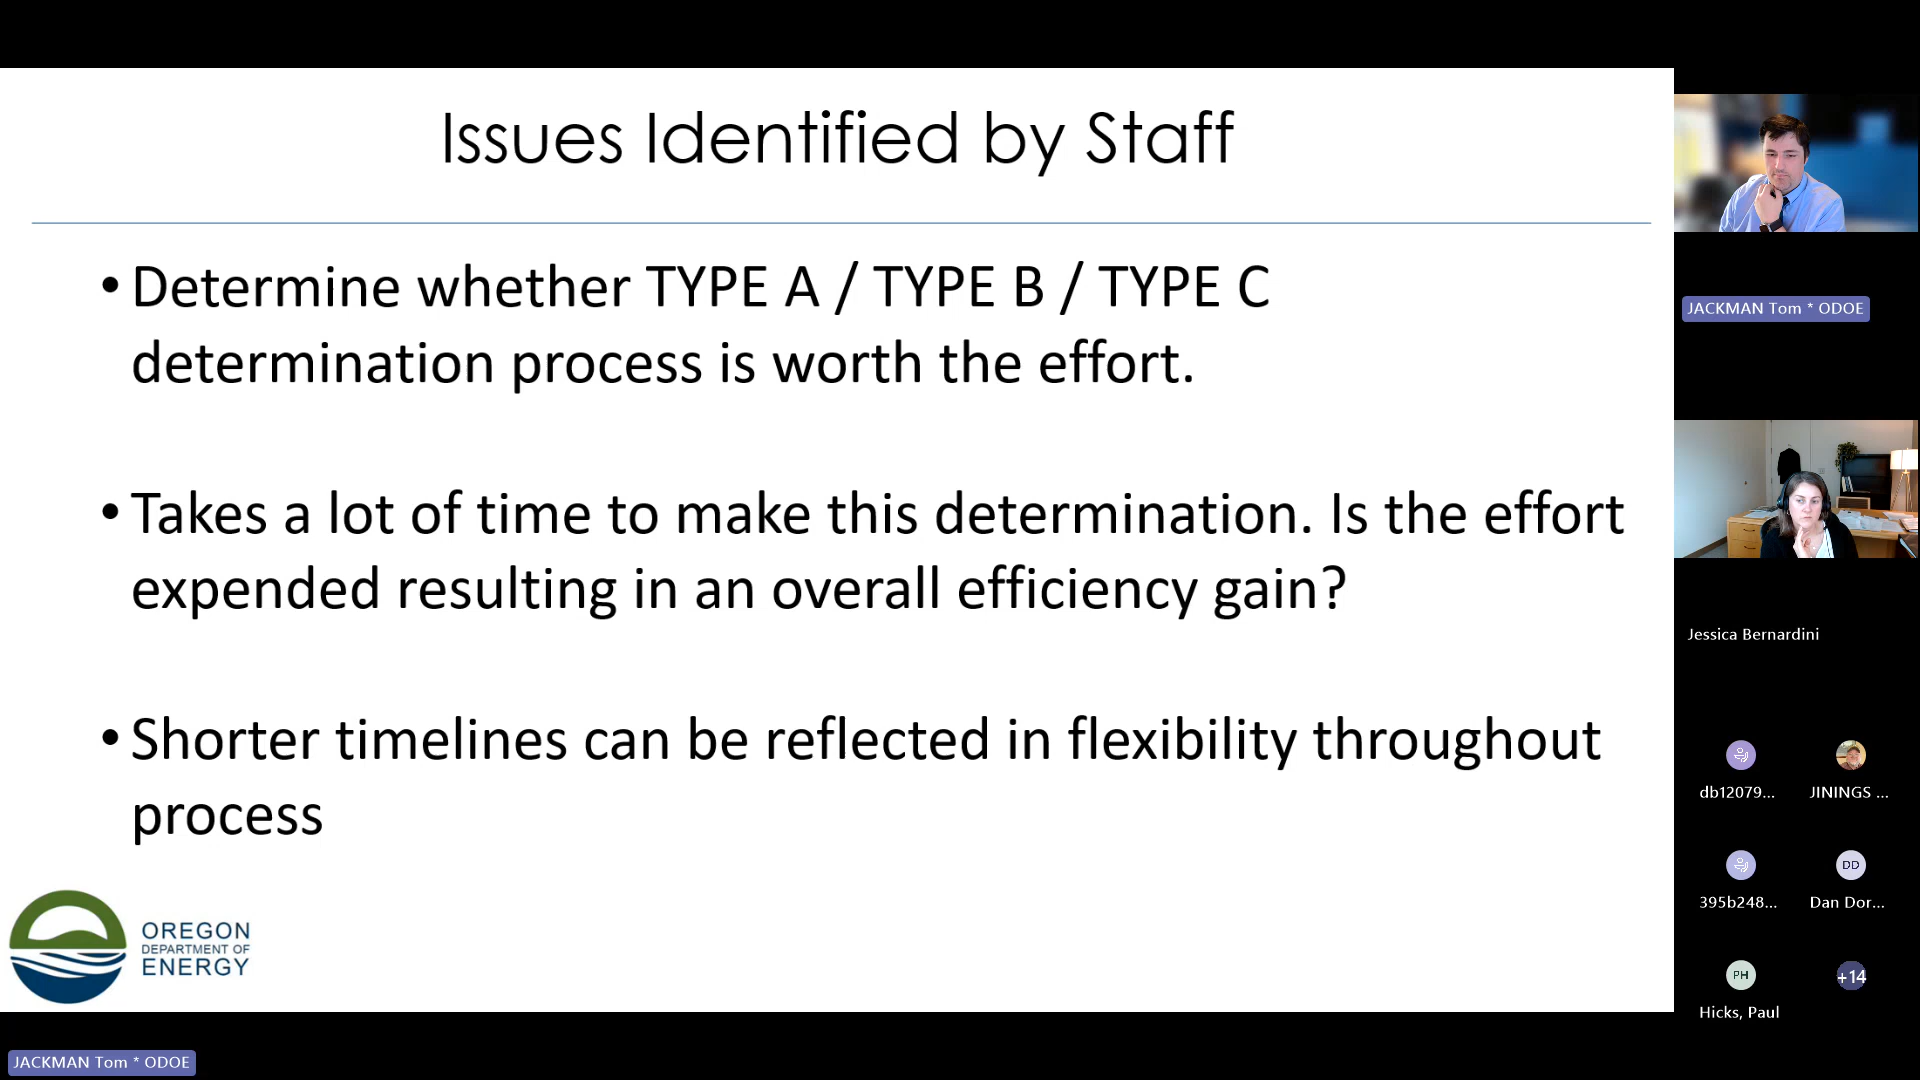 Issues Identified by Staff
• Determine whether TYPE A / TYPE B / TYPE C
determination process is worth the effort.
• Takes a lot of time to make this determination. Is the effort
expended resulting in an overall efficiency gain?
• Shorter timelines can be reflected in flexibility throughout
process
OREGON
DEPARTMENT OF
ENERGY
JACKMAN Tom * ODOE
JACKMAN Tom * ODOE
Jessica Bernardini
db12079...
JININGS ...
395b248...
DD
Dan Dor...
PH
Hicks, Paul
+14